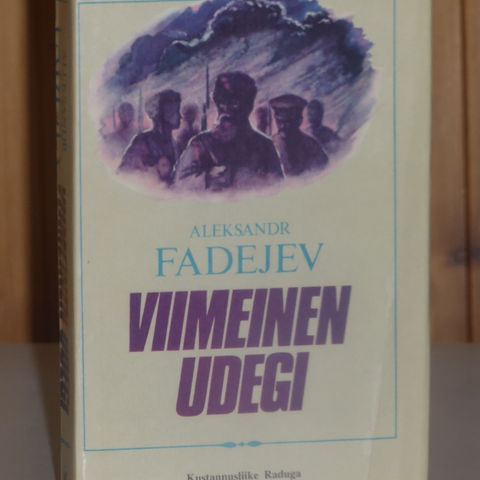 ALEKSANDR
FADEJEV
VIIMEINEN
UDEGI
Kustannusliike Raduga